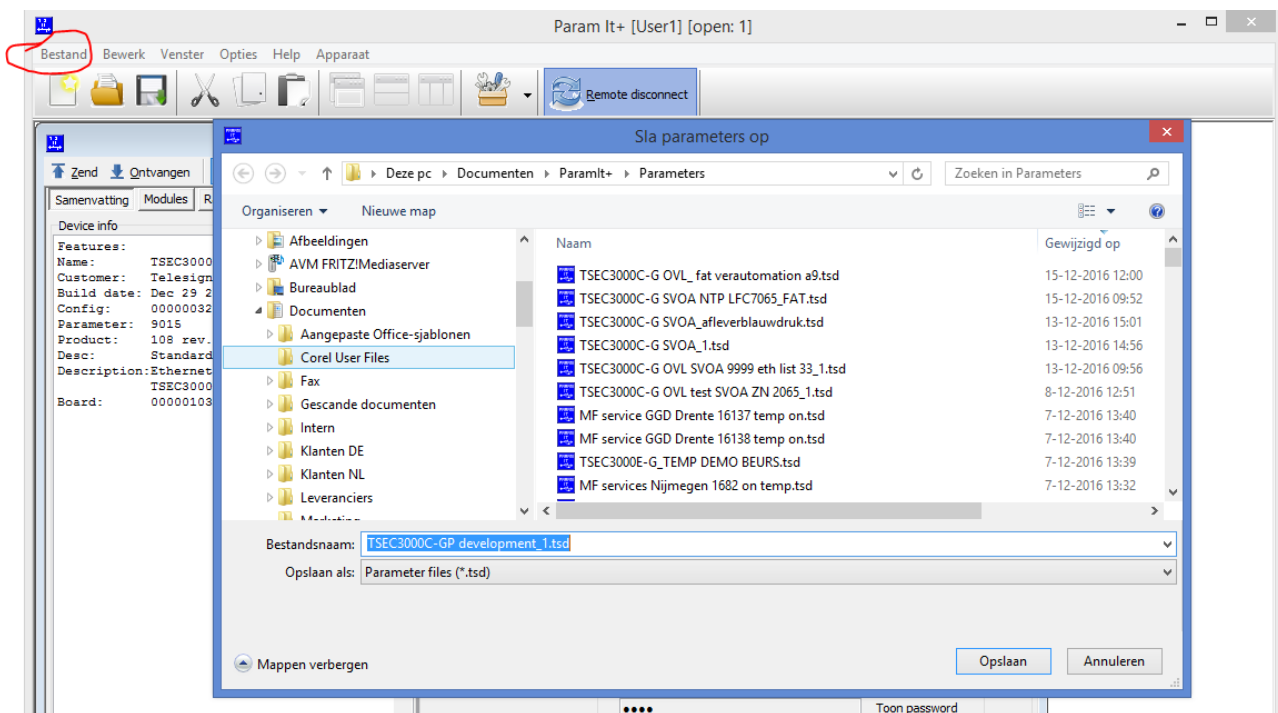 Param It+ [User1] [open: 1]
Bestand Bewerk Venster Opties Help Apparaat
Remote disconnect
Sla parameters op
Zend Ontvangen
Deze pc Documenten ParamIt+ Parameters
Zoeken in Parameters
Samenvatting Modules R
Organiseren Nieuwe map
Device info
Features:
Name: TSEC3000
Customer: Telesign
Build date: Dec 29 2
Config: 00000032
Parameter: 9015
Product: 108 rev.
Desc: Standard
Description:Ethernet
TSEC3000
Board: 00000103
Afbeeldingen
AVM FRITZ!Mediaserver
Bureaublad
Documenten
Aangepaste Office-sjablonen
Corel User Files
Fax
Gescande documenten
Intern
Klanten DE
Klanten NL
Leveranciers
Naam Gewijzigd op
TSEC3000C-G OVL_ fat verautomation a9.tsd 15-12-2016 12:00
TSEC3000C-G SVOA NTP LFC7065_FAT.tsd 15-12-2016 09:52
TSEC3000C-G SVOA_afleverblauwdruk.tsd 13-12-2016 15:01
TSEC3000C-G SVOA_1.tsd 13-12-2016 14:56
TSEC3000C-G OVL SVOA 9999 eth list 33_1.tsd 13-12-2016 09:56
TSEC3000C-G OVL test SVOA ZN 2065_1.tsd 8-12-2016 12:51
MF service GGD Drente 16137 temp on.tsd 7-12-2016 13:40
MF service GGD Drente 16138 temp on.tsd 7-12-2016 13:40
TSEC3000E-G_TEMP DEMO BEURS.tsd 7-12-2016 13:39
MF services Nijmegen 1682 on temp.tsd 7-12-2016 13:32
Bestandsnaam: TSEC3000C-GP development_1.tsd
Opslaan als: Parameter files (*.tsd)
Mappen verbergen
Opslaan Annuleren
Toon password